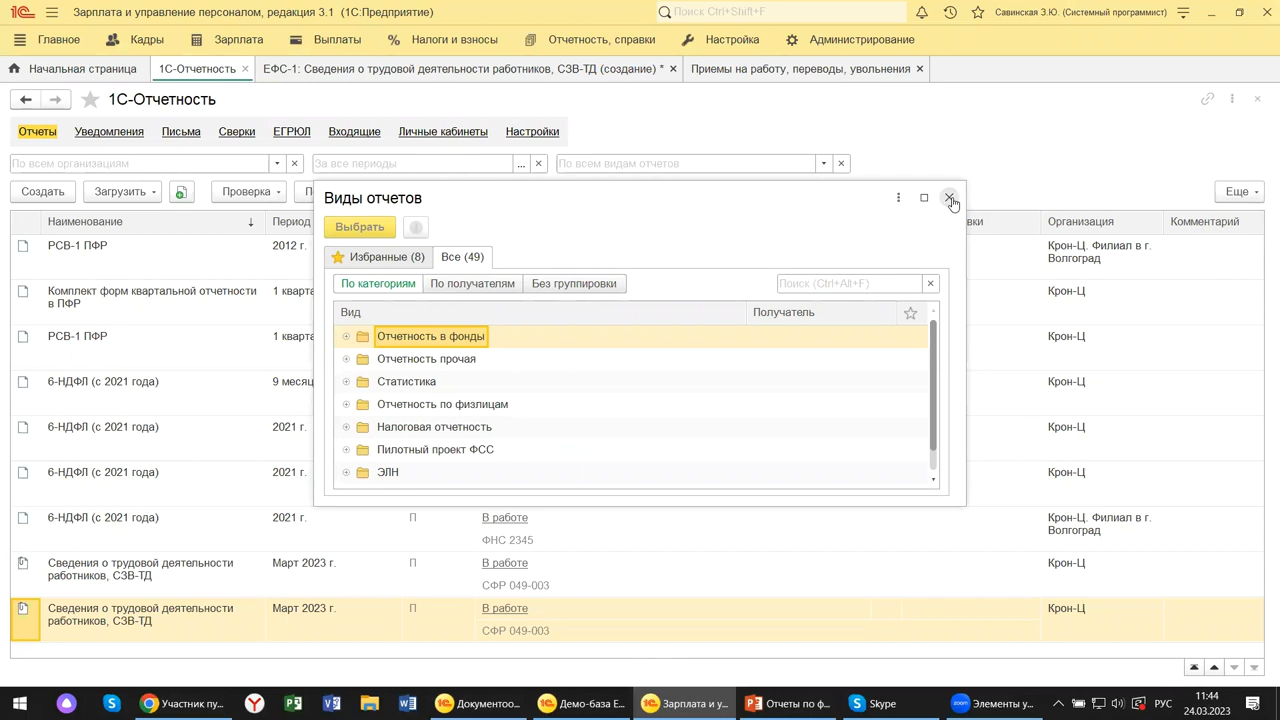 Зарплата и управление персоналом, редакция 3.1 (1С:Предприятие)
Поиск Ctrl+Shift+F
Савинская З.Ю. (Системный программист)
Главное
Кадры
Зарплата
Выплаты
Налоги и взносы
Отчетность, справки
Настройка
Администрирование
Начальная страница
1С-Отчетность
ЕФС-1: Сведения о трудовой деятельности работников, СЗВ-ТД (создание) *
Приемы на работу, переводы, увольнения
1С-Отчетность
Отчеты
Уведомления
Письма
Сверки
ЕГРЮЛ
Входящие
Личные кабинеты
Настройки
По всем организациям
За все периоды
По всем видам отчетов
Создать
Загрузить
Проверка
Еще
Наименование
Период
Организация
Комментарий
РСВ-1 ПФР
2012 г.
Крон-Ц. Филиал в г. Волгоград
Комплект форм квартальной отчетности в ПФР
1 кварта
Крон-Ц
РСВ-1 ПФР
1 кварта
Крон-Ц
6-НДФЛ (с 2021 года)
9 месяц
Крон-Ц
6-НДФЛ (с 2021 года)
2021 г.
Крон-Ц
6-НДФЛ (с 2021 года)
2021 г.
Крон-Ц
6-НДФЛ (с 2021 года)
2021 г.
П
В работе
ФНС 2345
Крон-Ц. Филиал в г. Волгоград
Сведения о трудовой деятельности работников, СЗВ-ТД
Март 2023 г.
П
В работе
СФР 049-003
Крон-Ц
Сведения о трудовой деятельности работников, СЗВ-ТД
Март 2023 г.
П
В работе
СФР 049-003
Крон-Ц
Виды отчетов
Выбрать
Избранные (8)
Все (49)
По категориям
По получателям
Без группировки
Поиск (Ctrl+Alt+F)
Вид
Получатель
Отчетность в фонды
Отчетность прочая
Статистика
Отчетность по физлицам
Налоговая отчетность
Пилотный проект ФСС
ЭЛН
Участник пу...
Документоо...
Демо-база Е...
Зарплата и у...
Отчеты по ф...
Skype
Элементы у...
РУС
11:44
24.03.2023